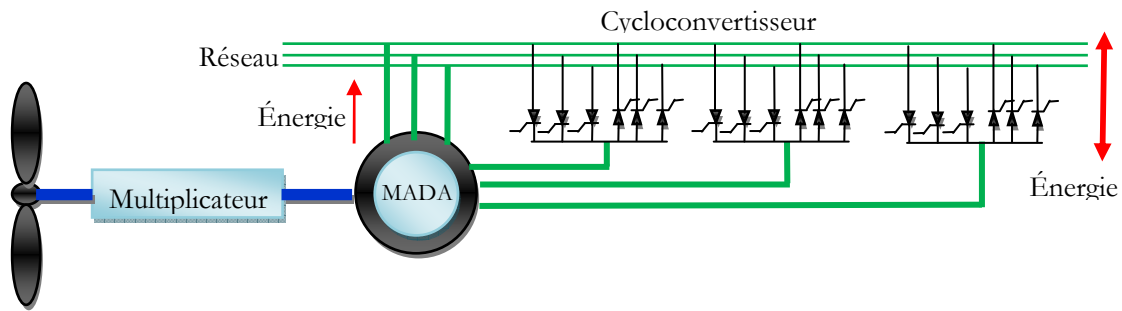 Cycloconvertisseur
Réseau
Énergie
Énergie
Multiplicateur
MADA